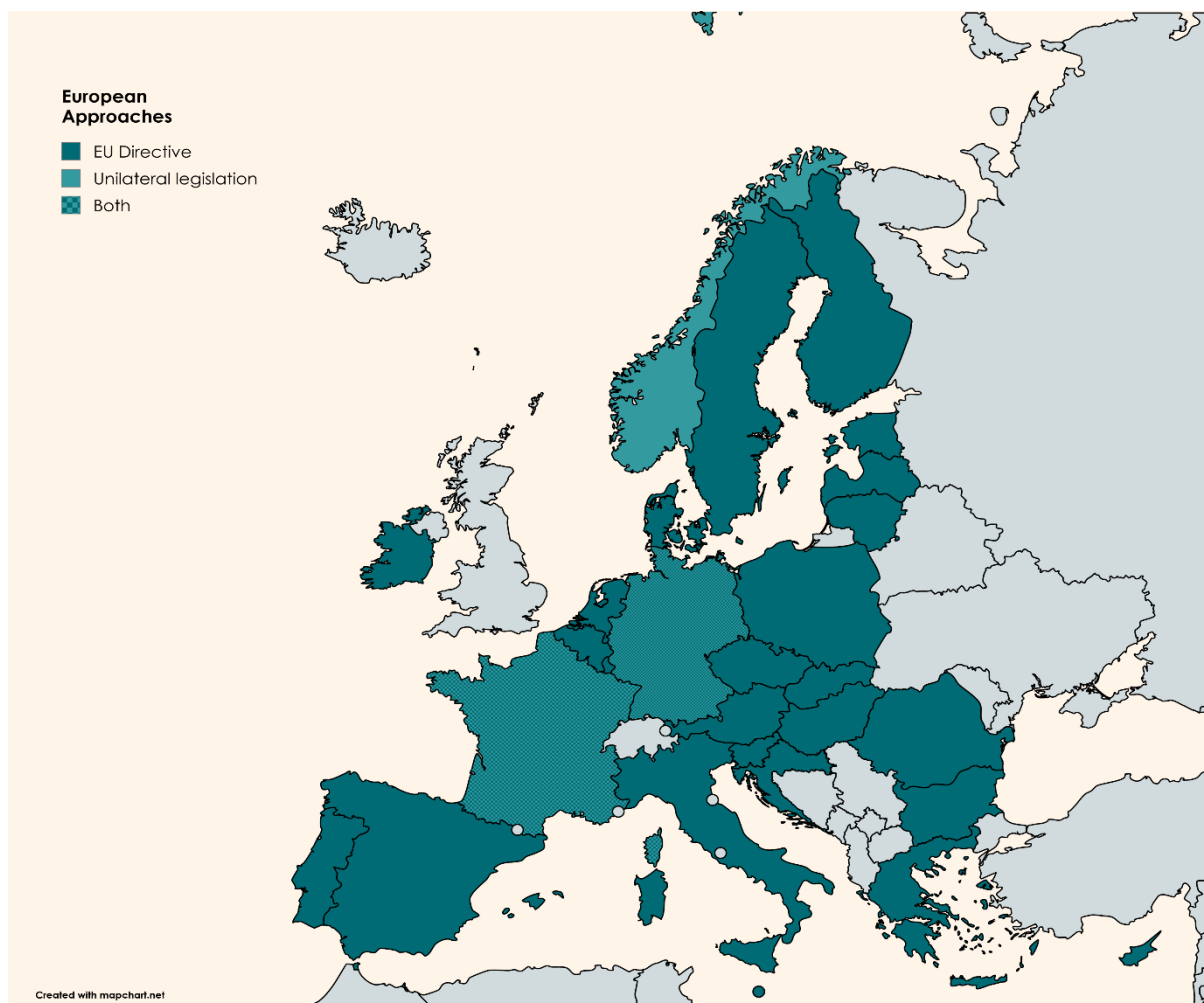 European
Approaches
EU Directive
Unilateral legislation
Both
Created with mapchart.net